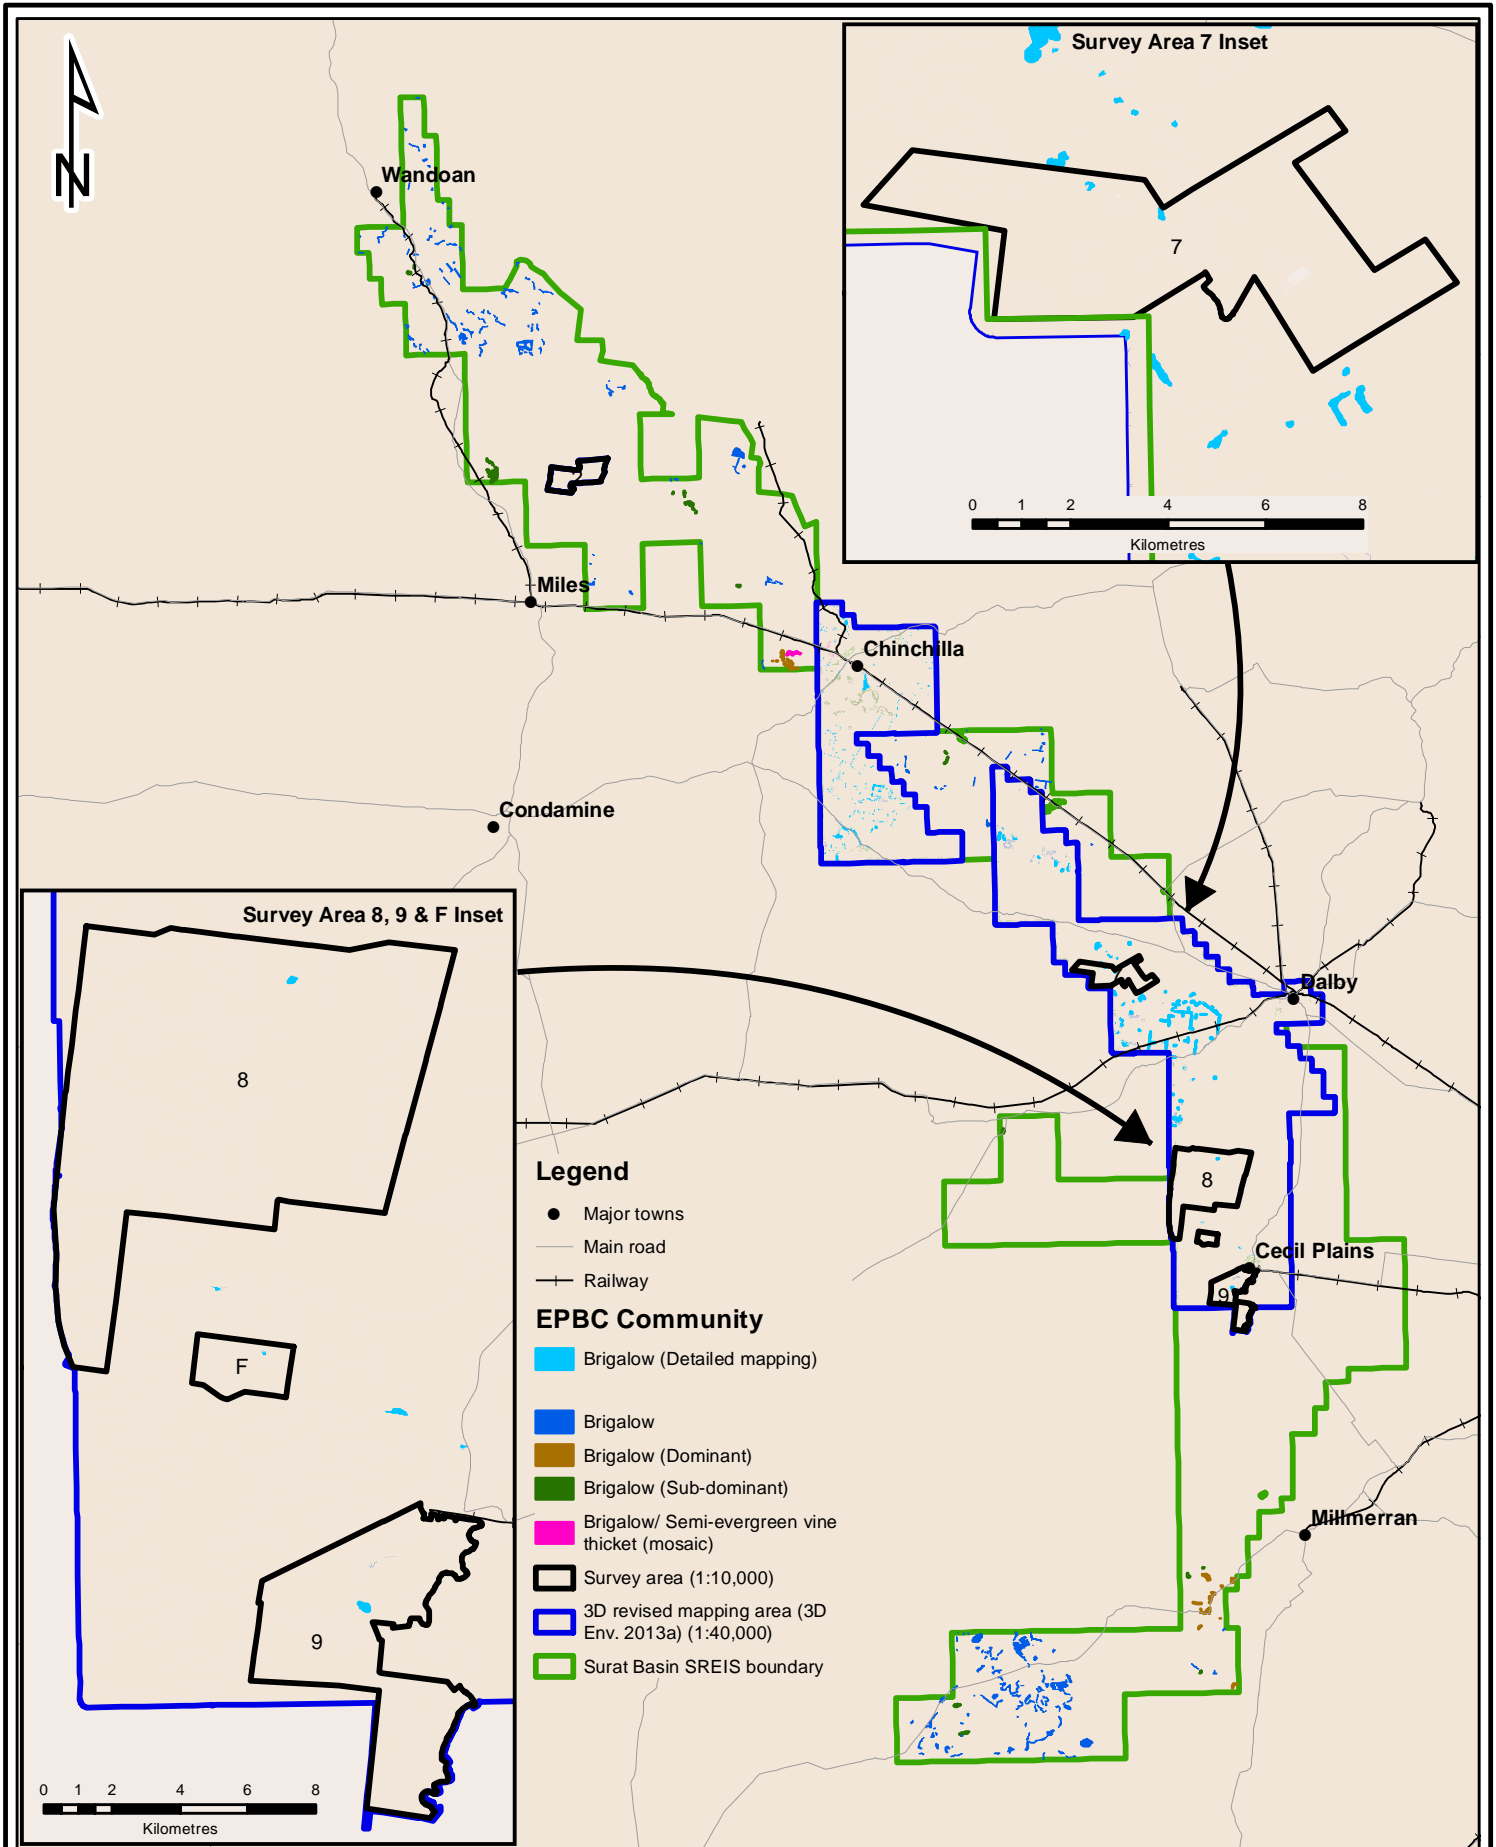 Survey Area 7 Inset
N
7
0 1 2 4 6 8
Kilometres
Wandoan
Miles
Chinchilla
Condamine
Dalby
8
Cecil Plains
9
Millmerran
Survey Area 8, 9 & F Inset
8
F
9
0 1 2 4 6 8
Kilometres
Legend
Major towns
Main road
Railway
EPBC Community
Brigalow (Detailed mapping)
Brigalow
Brigalow (Dominant)
Brigalow (Sub-dominant)
Brigalow/ Semi-evergreen vine
thicket (mosaic)
Survey area (1:10,000)
3D revised mapping area (3D
Env. 2013a) (1:40,000)
Surat Basin SREIS boundary